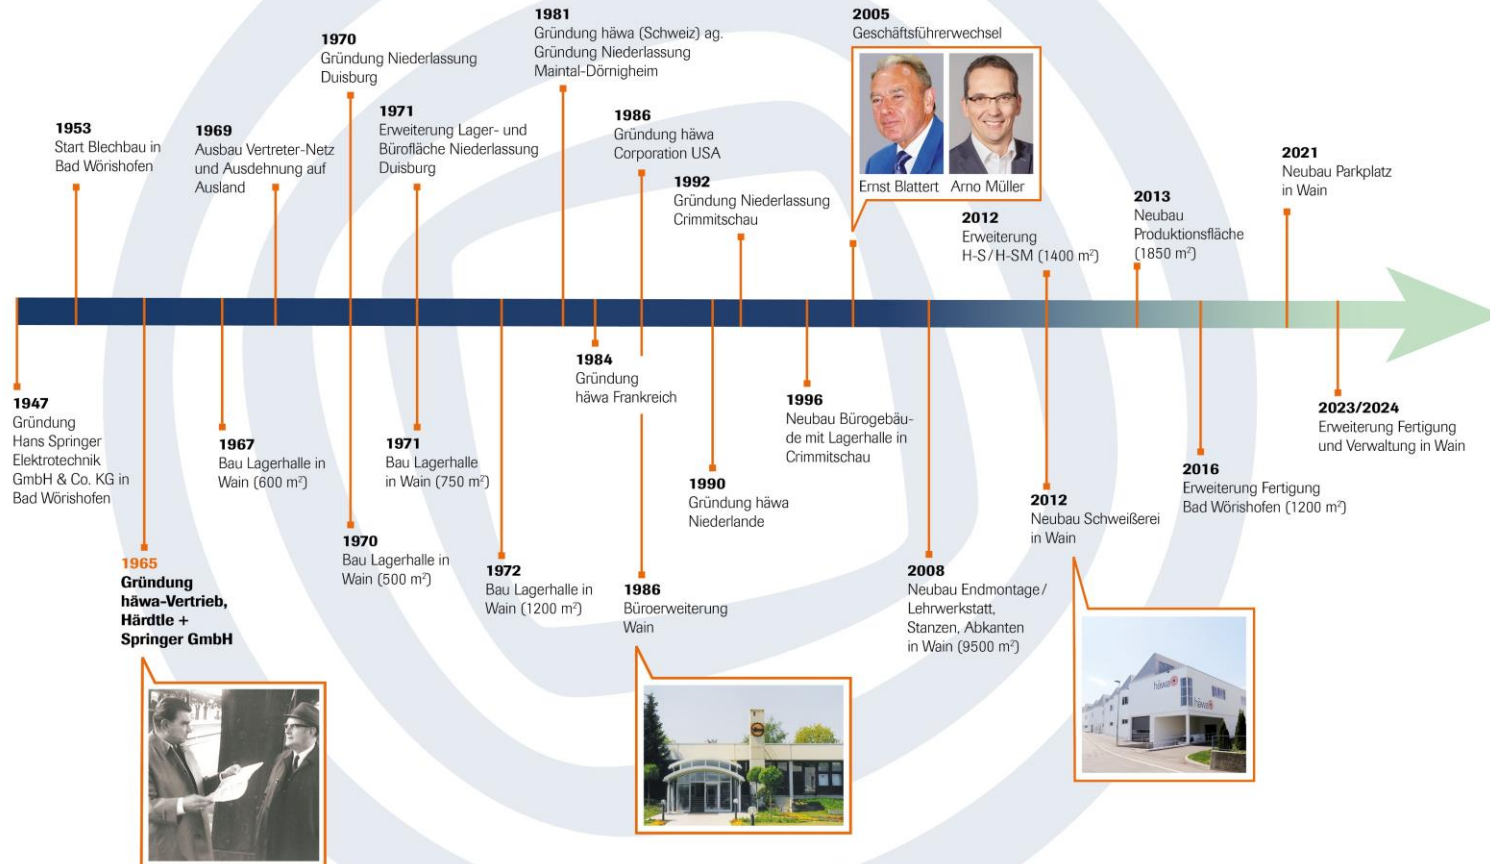 1947
Gründung
Hans Springer
Elektrotechnik
GmbH & Co. KG in
Bad Wörishofen
1953
Start Blechbau in
Bad Wörishofen
1965
Gründung
häwa-Vertrieb,
Härdtle +
Springer GmbH
1967
Bau Lagerhalle in
Wain (600 m²)
1969
Ausbau Vertreter-Netz
und Ausdehnung auf
Ausland
1970
Gründung Niederlassung
Duisburg
1970
Bau Lagerhalle in
Wain (500 m²)
1971
Erweiterung Lager- und
Bürofläche Niederlassung
Duisburg
1971
Bau Lagerhalle
in Wain (750 m²)
1972
Bau Lagerhalle in
Wain (1200 m²)
1981
Gründung häwa (Schweiz) ag.
Gründung Niederlassung
Maintal-Dörnigheim
1984
Gründung
häwa Frankreich
1986
Gründung häwa
Corporation USA
1986
Büroerweiterung
Wain
1990
Gründung häwa
Niederlande
1992
Gründung Niederlassung
Crimmitschau
1996
Neubau Bürogebäu-
de mit Lagerhalle in
Crimmitschau
2005
Geschäftsführerwechsel
Ernst Blattert Arno Müller
2008
Neubau Endmontage/
Lehrwerkstatt,
Stanzen, Abkanten
in Wain (9500 m²)
2012
Erweiterung
H-S/H-SM (1400 m²)
2012
Neubau Schweißerei
in Wain
häwa
häwa
2013
Neubau
Produktionsfläche
(1850 m²)
2016
Erweiterung Fertigung
Bad Wörishofen (1200 m²)
2021
Neubau Parkplatz
in Wain
2023/2024
Erweiterung Fertigung
und Verwaltung in Wain